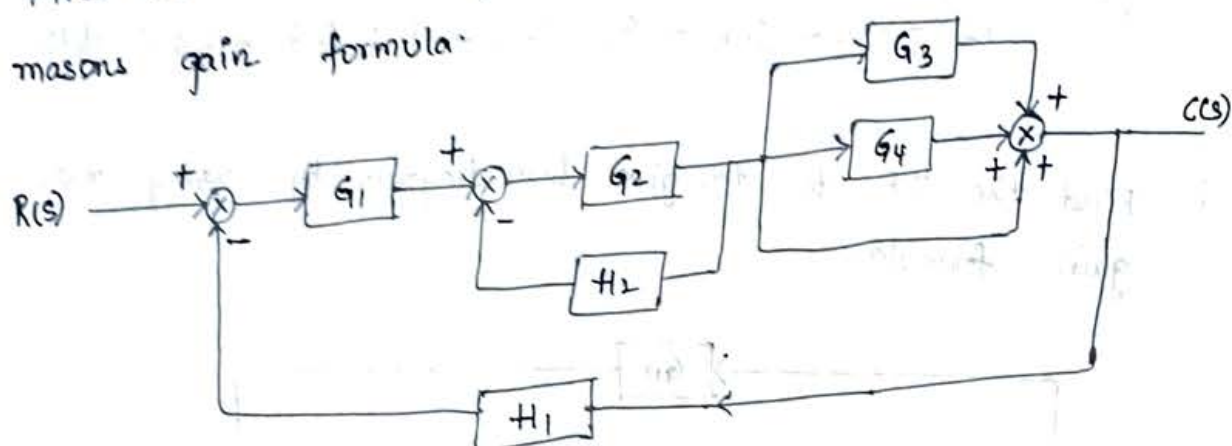 masons gain formula.
G3
+
C(S)
+
+
G4
R(S)
G1
G2
+ +
-
-
H2
H1